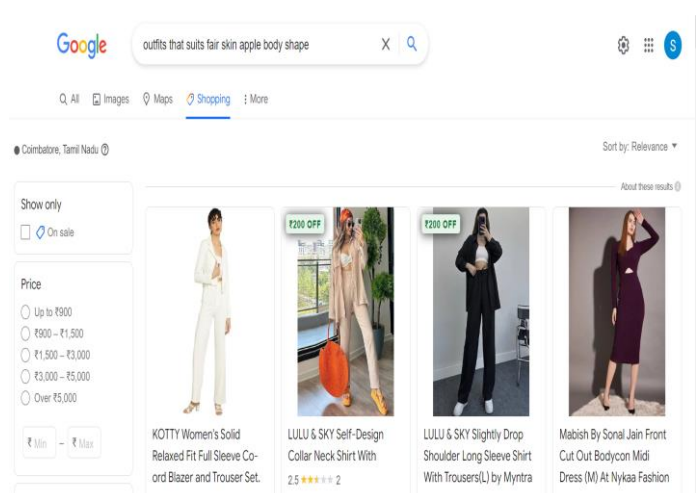 Google
outfits that suits fair skin apple body shape
S
All Images Maps Shopping More
Coimbatore, Tamil Nadu
Sort by: Relevance
About these results
Show only
On sale
Price
Up to ₹900
₹900 – ₹1,500
₹1,500 – ₹3,000
₹3,000 – ₹5,000
Over ₹5,000
₹ Min – ₹ Max
KOTTY Women's Solid
Relaxed Fit Full Sleeve Co-
ord Blazer and Trouser Set.
₹200 OFF
LULU & SKY Self-Design
Collar Neck Shirt With
2.5 2
₹200 OFF
LULU & SKY Slightly Drop
Shoulder Long Sleeve Shirt
With Trousers(L) by Myntra
Mabish By Sonal Jain Front
Cut Out Bodycon Midi
Dress (M) At Nykaa Fashion